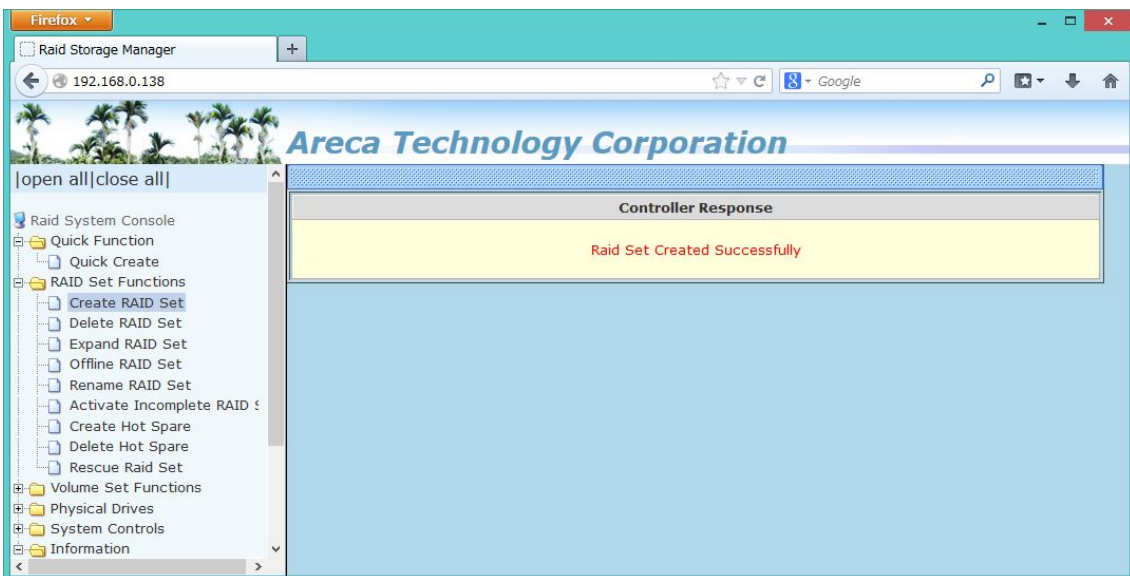 Firefox
Raid Storage Manager
+
192.168.0.138
8 Google
Areca Technology Corporation
|open all|close all|
Raid System Console
Quick Function
Quick Create
RAID Set Functions
Create RAID Set
Delete RAID Set
Expand RAID Set
Offline RAID Set
Rename RAID Set
Activate Incomplete RAID
Create Hot Spare
Delete Hot Spare
Rescue Raid Set
Volume Set Functions
Physical Drives
System Controls
Information
Controller Response
Raid Set Created Successfully